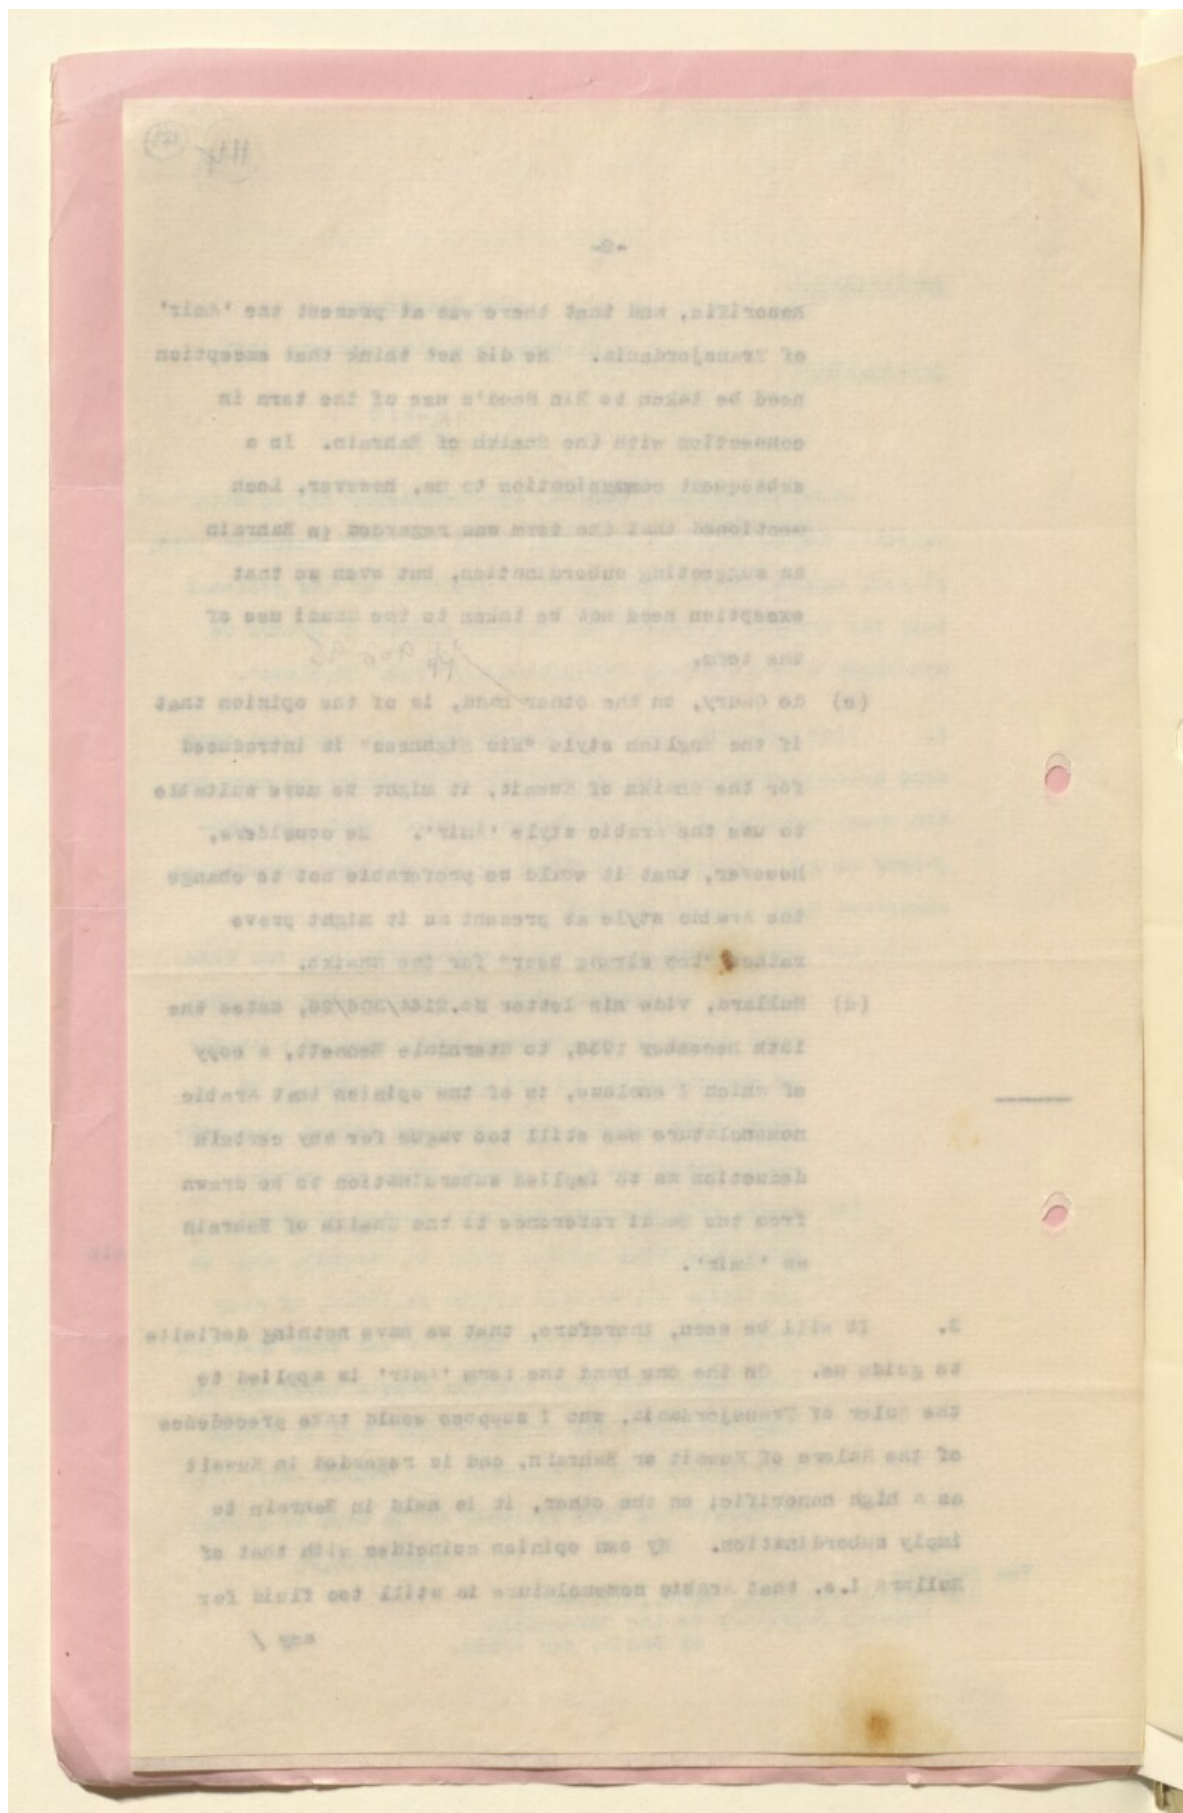 -2-
honorific, and that there was at present the 'Amir'
of Transjordania. He did not think that exception
need be taken to Bin Saud's use of the term in
connection with the Shaikh of Bahrain. In a
subsequent communication to me, however, Loch
mentioned that the term was regarded in Bahrain
as suggesting subordination, but even so that
exception need not be taken to the Saudi use of
the term.
(c) de Gaury, on the other hand, is of the opinion that
if the English style "His Highness" is introduced
for the Shaikh of Kuwait, it might be more suitable
to use the Arabic style 'Amir'. He considers,
however, that it would be preferable not to change
the Arabic style at present as it might prove
rather "too strong beer" for the Shaikh.
(d) Bullard, vide his letter No. 2144/306/26, dated the
15th December 1936, to Sterndale Bennett, a copy
of which I enclose, is of the opinion that Arabic
nomenclature was still too vague for any certain
deduction as to implied subordination to be drawn
from the Saudi reference to the Shaikh of Bahrain
as 'Amir'.
3. It will be seen, therefore, that we have nothing definite
to guide us. On the one hand the term 'Amir' is applied to
the Ruler of Transjordania, who I suppose would take precedence
of the Rulers of Kuwait or Bahrain, and is regarded in Kuwait
as a high honorific; on the other, it is held in Bahrain to
imply subordination. My own opinion coincides with that of
Bullard i.e. that Arabic nomenclature is still too fluid for
any /